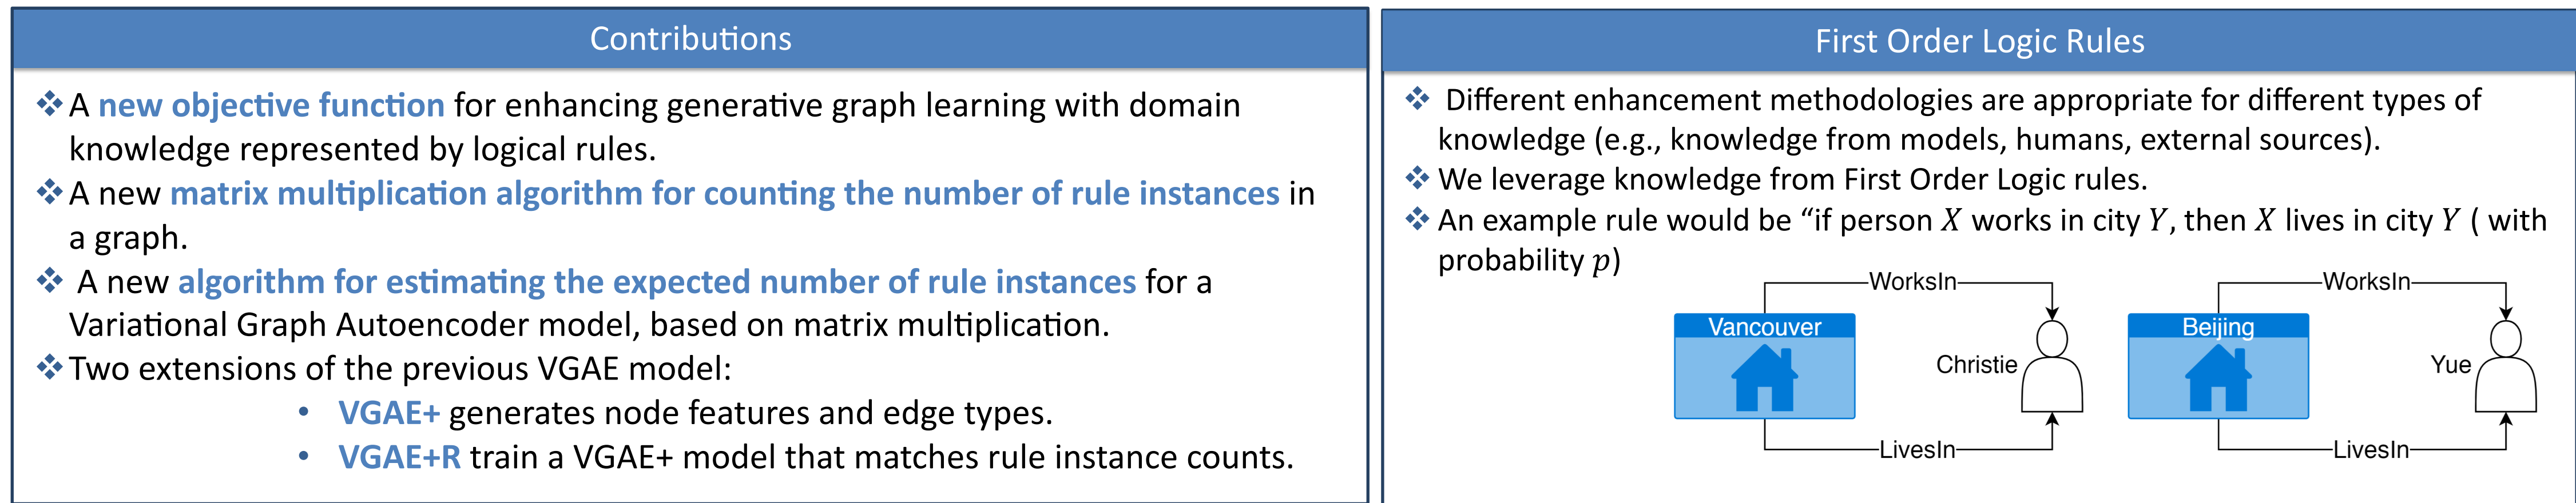 Contributions
❖ A new objective function for enhancing generative graph learning with domain
knowledge represented by logical rules.
❖ A new matrix multiplication algorithm for counting the number of rule instances in
a graph.
❖ A new algorithm for estimating the expected number of rule instances for a
Variational Graph Autoencoder model, based on matrix multiplication.
❖ Two extensions of the previous VGAE model:
• VGAE+ generates node features and edge types.
• VGAE+R train a VGAE+ model that matches rule instance counts.
First Order Logic Rules
❖ Different enhancement methodologies are appropriate for different types of
knowledge (e.g., knowledge from models, humans, external sources).
❖ We leverage knowledge from First Order Logic rules.
❖ An example rule would be “if person X works in city Y, then X lives in city Y ( with
probability p)
WorksIn
Vancouver
Christie
LivesIn
WorksIn
Beijing
Yue
LivesIn